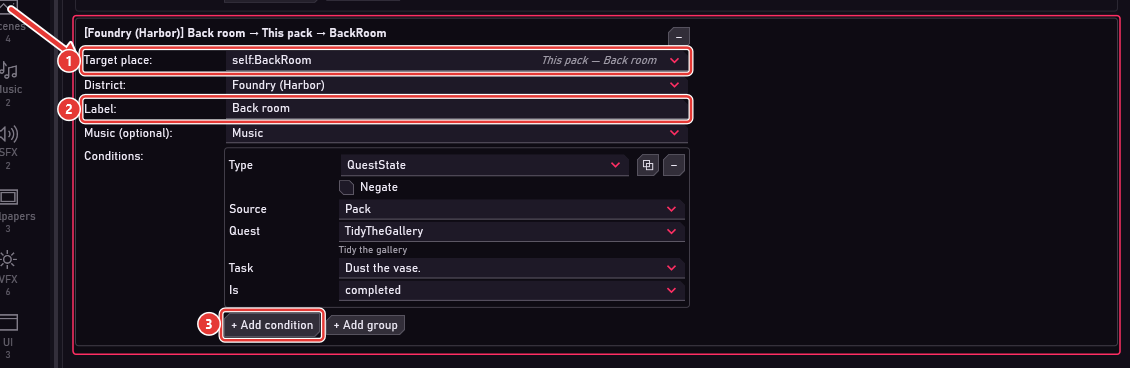 cenes
4
usic
2
SFX
2
lpapers
3
VFX
6
UI
3
[Foundry (Harbor)] Back room → This pack → BackRoom
−
1
Target place: self:BackRoom This pack — Back room
District: Foundry (Harbor)
2
Label: Back room
Music (optional): Music
Conditions:
Type QuestState
−
Negate
Source Pack
Quest TidyTheGallery
Tidy the gallery
Task Dust the vase.
Is completed
3
+ Add condition + Add group